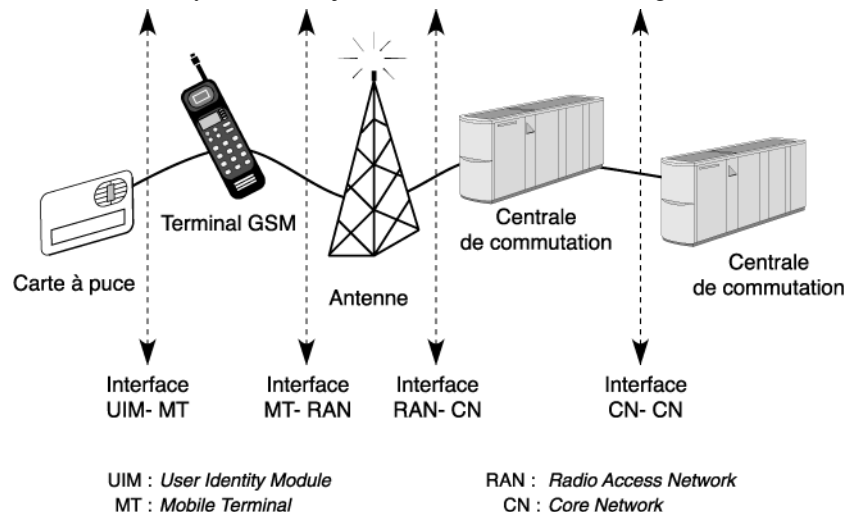 Terminal GSM
Centrale
de commutation
Centrale
de commutation
Carte à puce
Antenne
Interface
UIM- MT
Interface
MT- RAN
Interface
RAN- CN
Interface
CN- CN
UIM : User Identity Module
RAN : Radio Access Network
MT : Mobile Terminal
CN : Core Network